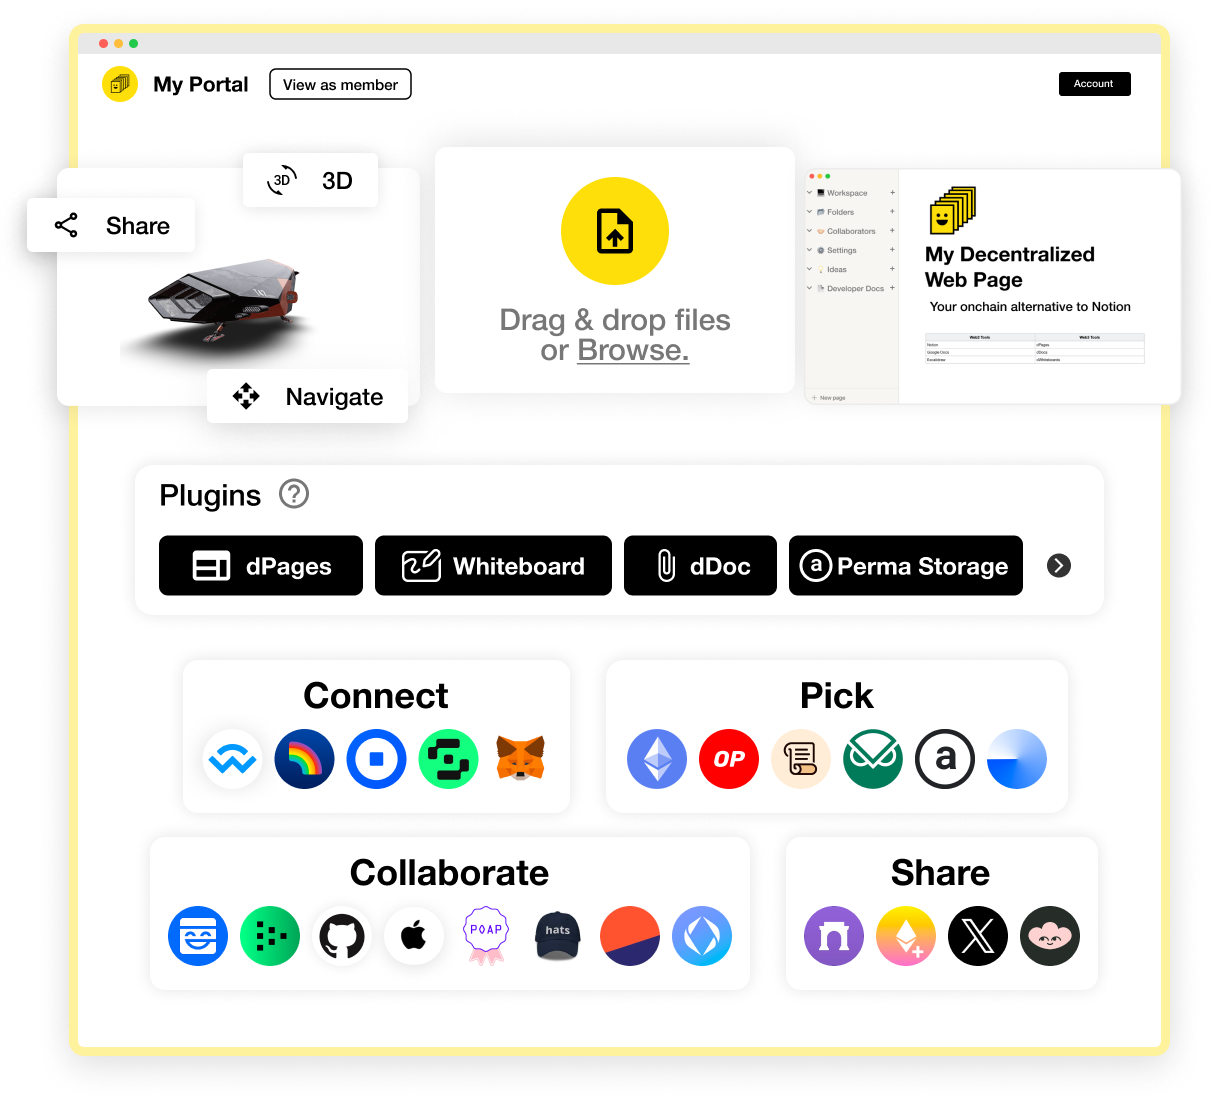 My Portal
View as member
Account
3D
3D
Share
Navigate
Drag & drop files
or Browse.
Workspace
Folders
Collaborators
Settings
Ideas
Developer Docs
New page
My Decentralized
Web Page
Your onchain alternative to Notion
Web2 Tools Web3 Tools
Notion dPages
Google Docs dDocs
Excalidraw dWhiteboards
Plugins
dPages
Whiteboard
dDoc
a Perma Storage
Connect
Pick
OP
a
Collaborate
POAP
hats
Share